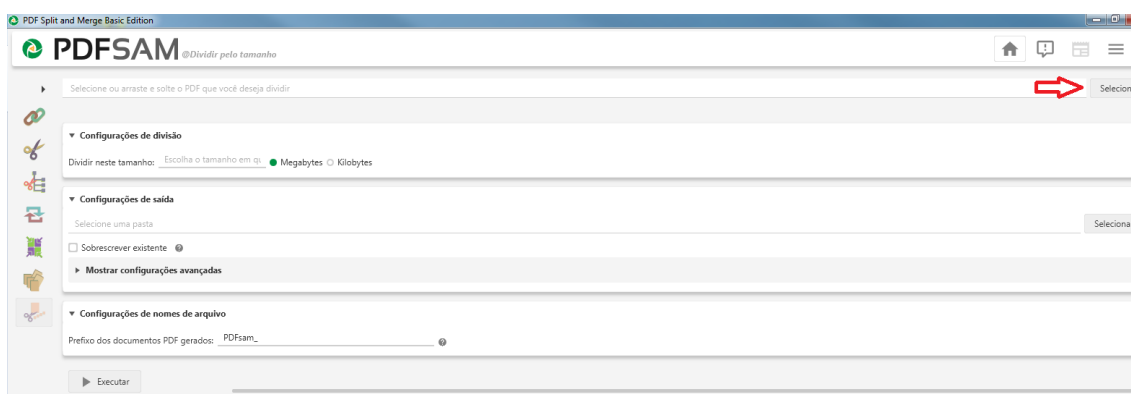 PDF Split and Merge Basic Edition
PDFSAM @Dividir pelo tamanho
Selecione ou arraste e solte o PDF que você deseja dividir Selecion
Configurações de divisão
Dividir neste tamanho: Escolha o tamanho em qu Megabytes Kilobytes
Configurações de saída
Selecione uma pasta Seleciona
Sobrescrever existente
Mostrar configurações avançadas
Configurações de nomes de arquivo
Prefixo dos documentos PDF gerados: PDFsam_
Executar